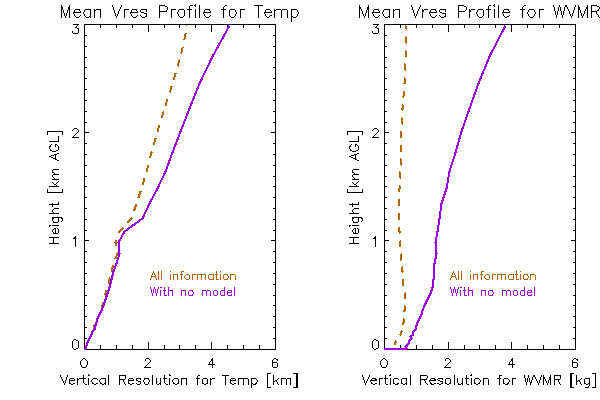 Mean Vres Profile for Temp
3
2
1
0
Height [km AGL]
All information
With no model
0 2 4 6
Vertical Resolution for Temp [km]
Mean Vres Profile for WVMR
3
2
1
0
Height [km AGL]
All information
With no model
0 2 4 6
Vertical Resolution for WVMR [kg]